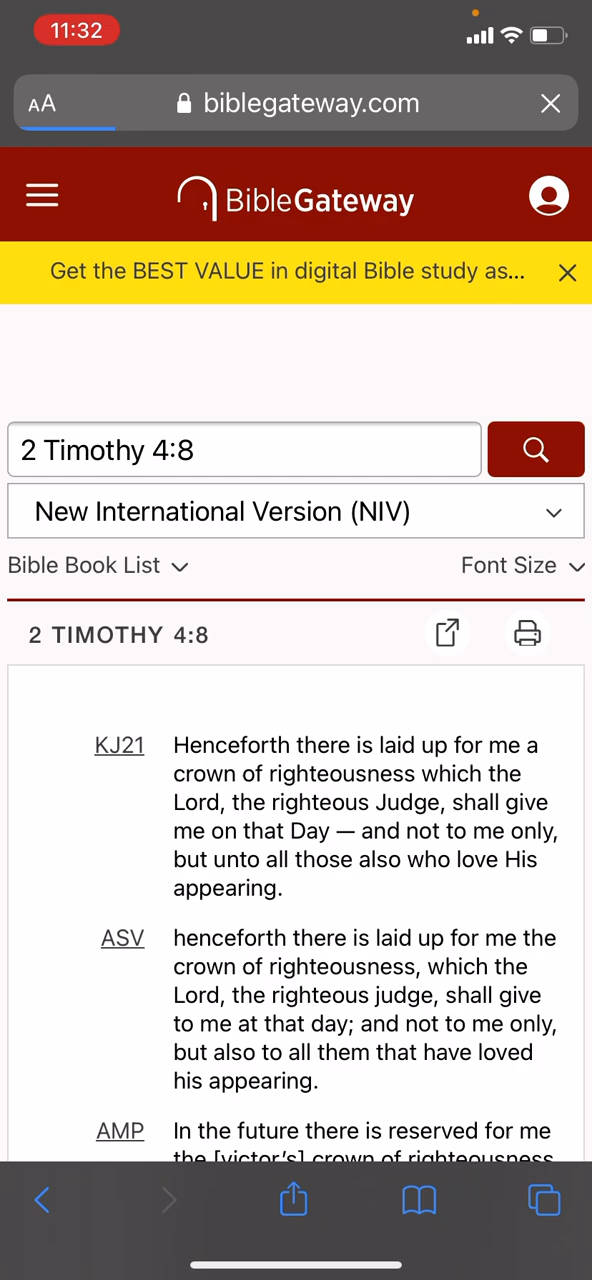 11:32
AA biblegateway.com
BibleGateway
Get the BEST VALUE in digital Bible study as...
2 Timothy 4:8
New International Version (NIV)
Bible Book List Font Size
2 TIMOTHY 4:8
KJ21 Henceforth there is laid up for me a
crown of righteousness which the
Lord, the righteous Judge, shall give
me on that Day — and not to me only,
but unto all those also who love His
appearing.
ASV henceforth there is laid up for me the
crown of righteousness, which the
Lord, the righteous judge, shall give
to me at that day; and not to me only,
but also to all them that have loved
his appearing.
AMP In the future there is reserved for me
the [victor's] crown of righteousness